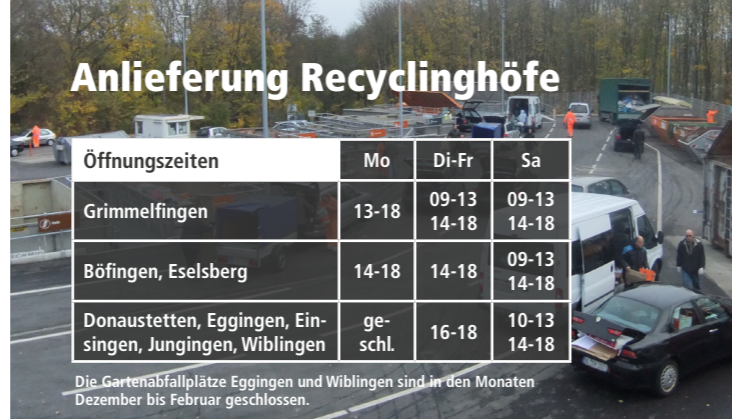 Anlieferung Recyclinghöfe
Öffnungszeiten Mo Di-Fr Sa
Grimmelfingen 13-18 09-13 09-13
14-18 14-18
Böfingen, Eselsberg 14-18 14-18 09-13
14-18
Donaustetten, Eggingen, Ein- ge- 16-18 10-13
singen, Jungingen, Wiblingen schl. 14-18
Die Gartenabfallplätze Eggingen und Wiblingen sind in den Monaten
Dezember bis Februar geschlossen.